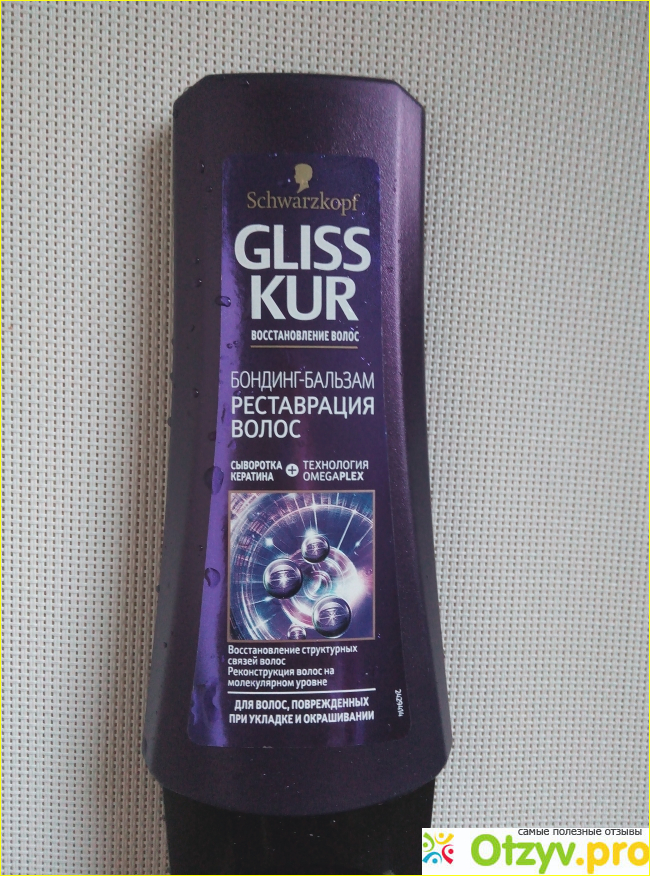 Schwarzkopf
GLISS
KUR
ВОССТАНОВЛЕНИЕ ВОЛОС
БОНДИНГ-БАЛЬЗАМ
РЕСТАВРАЦИЯ
ВОЛОС
СЫВОРОТКА
КЕРАТИНА
+
ТЕХНОЛОГИЯ
OMEGAPLEX
Восстановление структурных
связей волос
Реконструкция волос на
молекулярном уровне
ДЛЯ ВОЛОС, ПОВРЕЖДЕННЫХ
ПРИ УКЛАДКЕ И ОКРАШИВАНИИ
самые полезные отзывы
Otzyv.pro